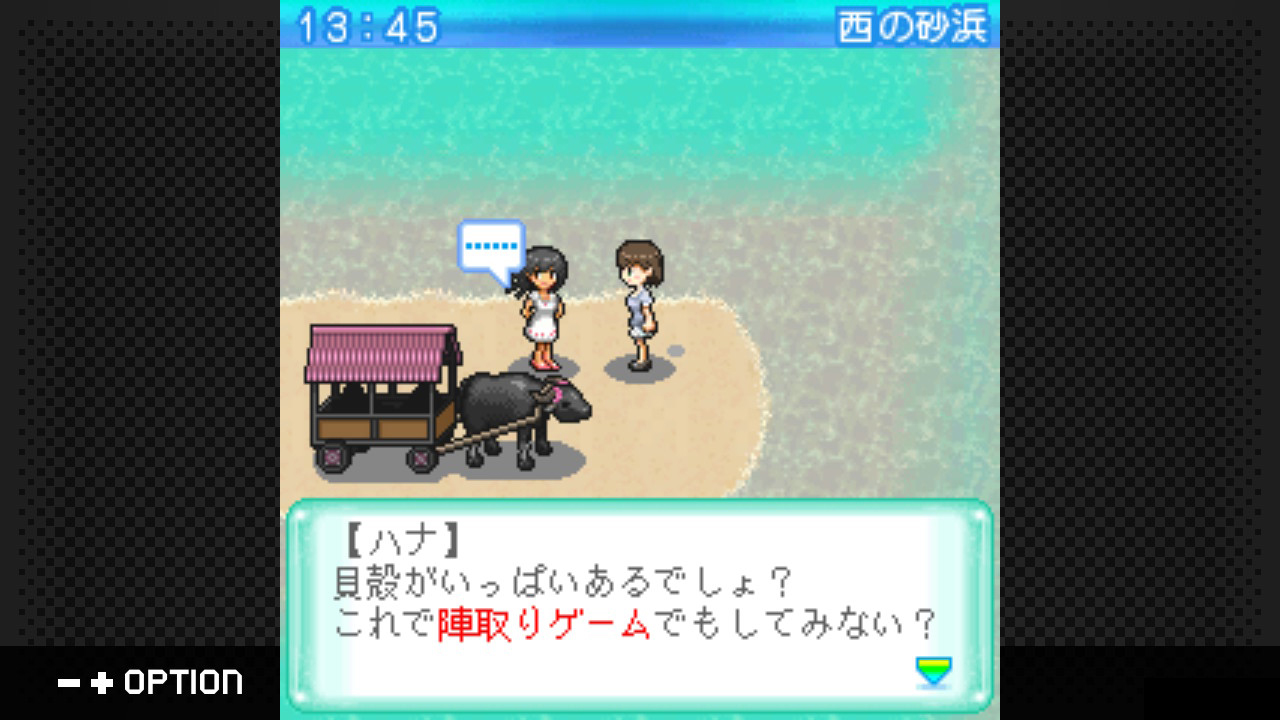 13:45
西の砂浜
……
【ハナ】
貝殻がいっぱいあるでしょ？
これで陣取りゲームでもしてみない？
－＋OPTION